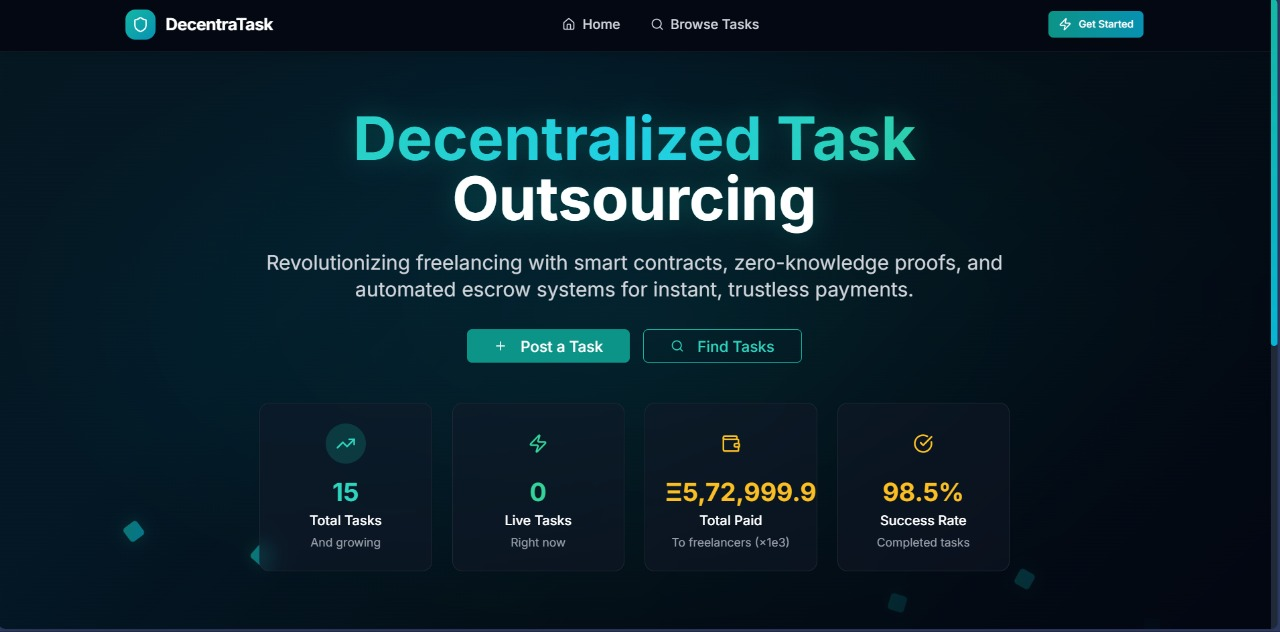 DecentraTask
Home
Browse Tasks
Get Started
Decentralized Task
Outsourcing
Revolutionizing freelancing with smart contracts, zero-knowledge proofs, and
automated escrow systems for instant, trustless payments.
Post a Task
Find Tasks
15
Total Tasks
And growing
0
Live Tasks
Right now
Ξ5,72,999.9
Total Paid
To freelancers (×1e3)
98.5%
Success Rate
Completed tasks